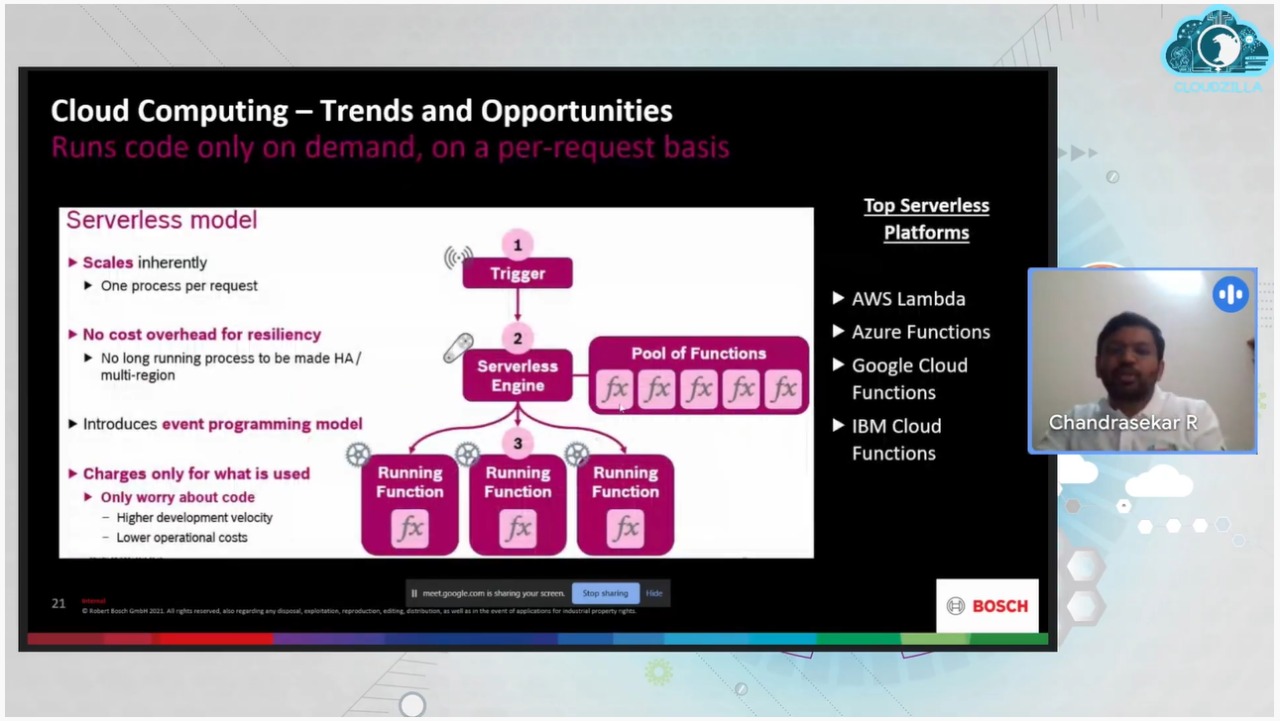 CLOUDZILLA
Cloud Computing – Trends and Opportunities
Runs code only on demand, on a per-request basis
Serverless model
Scales inherently
One process per request
No cost overhead for resiliency
No long running process to be made HA /
multi-region
Introduces event programming model
Charges only for what is used
Only worry about code
– Higher development velocity
– Lower operational costs
1
Trigger
2
Serverless
Engine
Pool of Functions
fx fx fx fx fx
3
Running
Function
fx
Running
Function
fx
Running
Function
fx
Top Serverless
Platforms
AWS Lambda
Azure Functions
Google Cloud
Functions
IBM Cloud
Functions
Chandrasekar R
meet.google.com is sharing your screen. Stop sharing Hide
21
Internal
© Robert Bosch GmbH 2021. All rights reserved, also regarding any disposal, exploitation, reproduction, editing, distribution, as well as in the event of applications for industrial property rights.
BOSCH